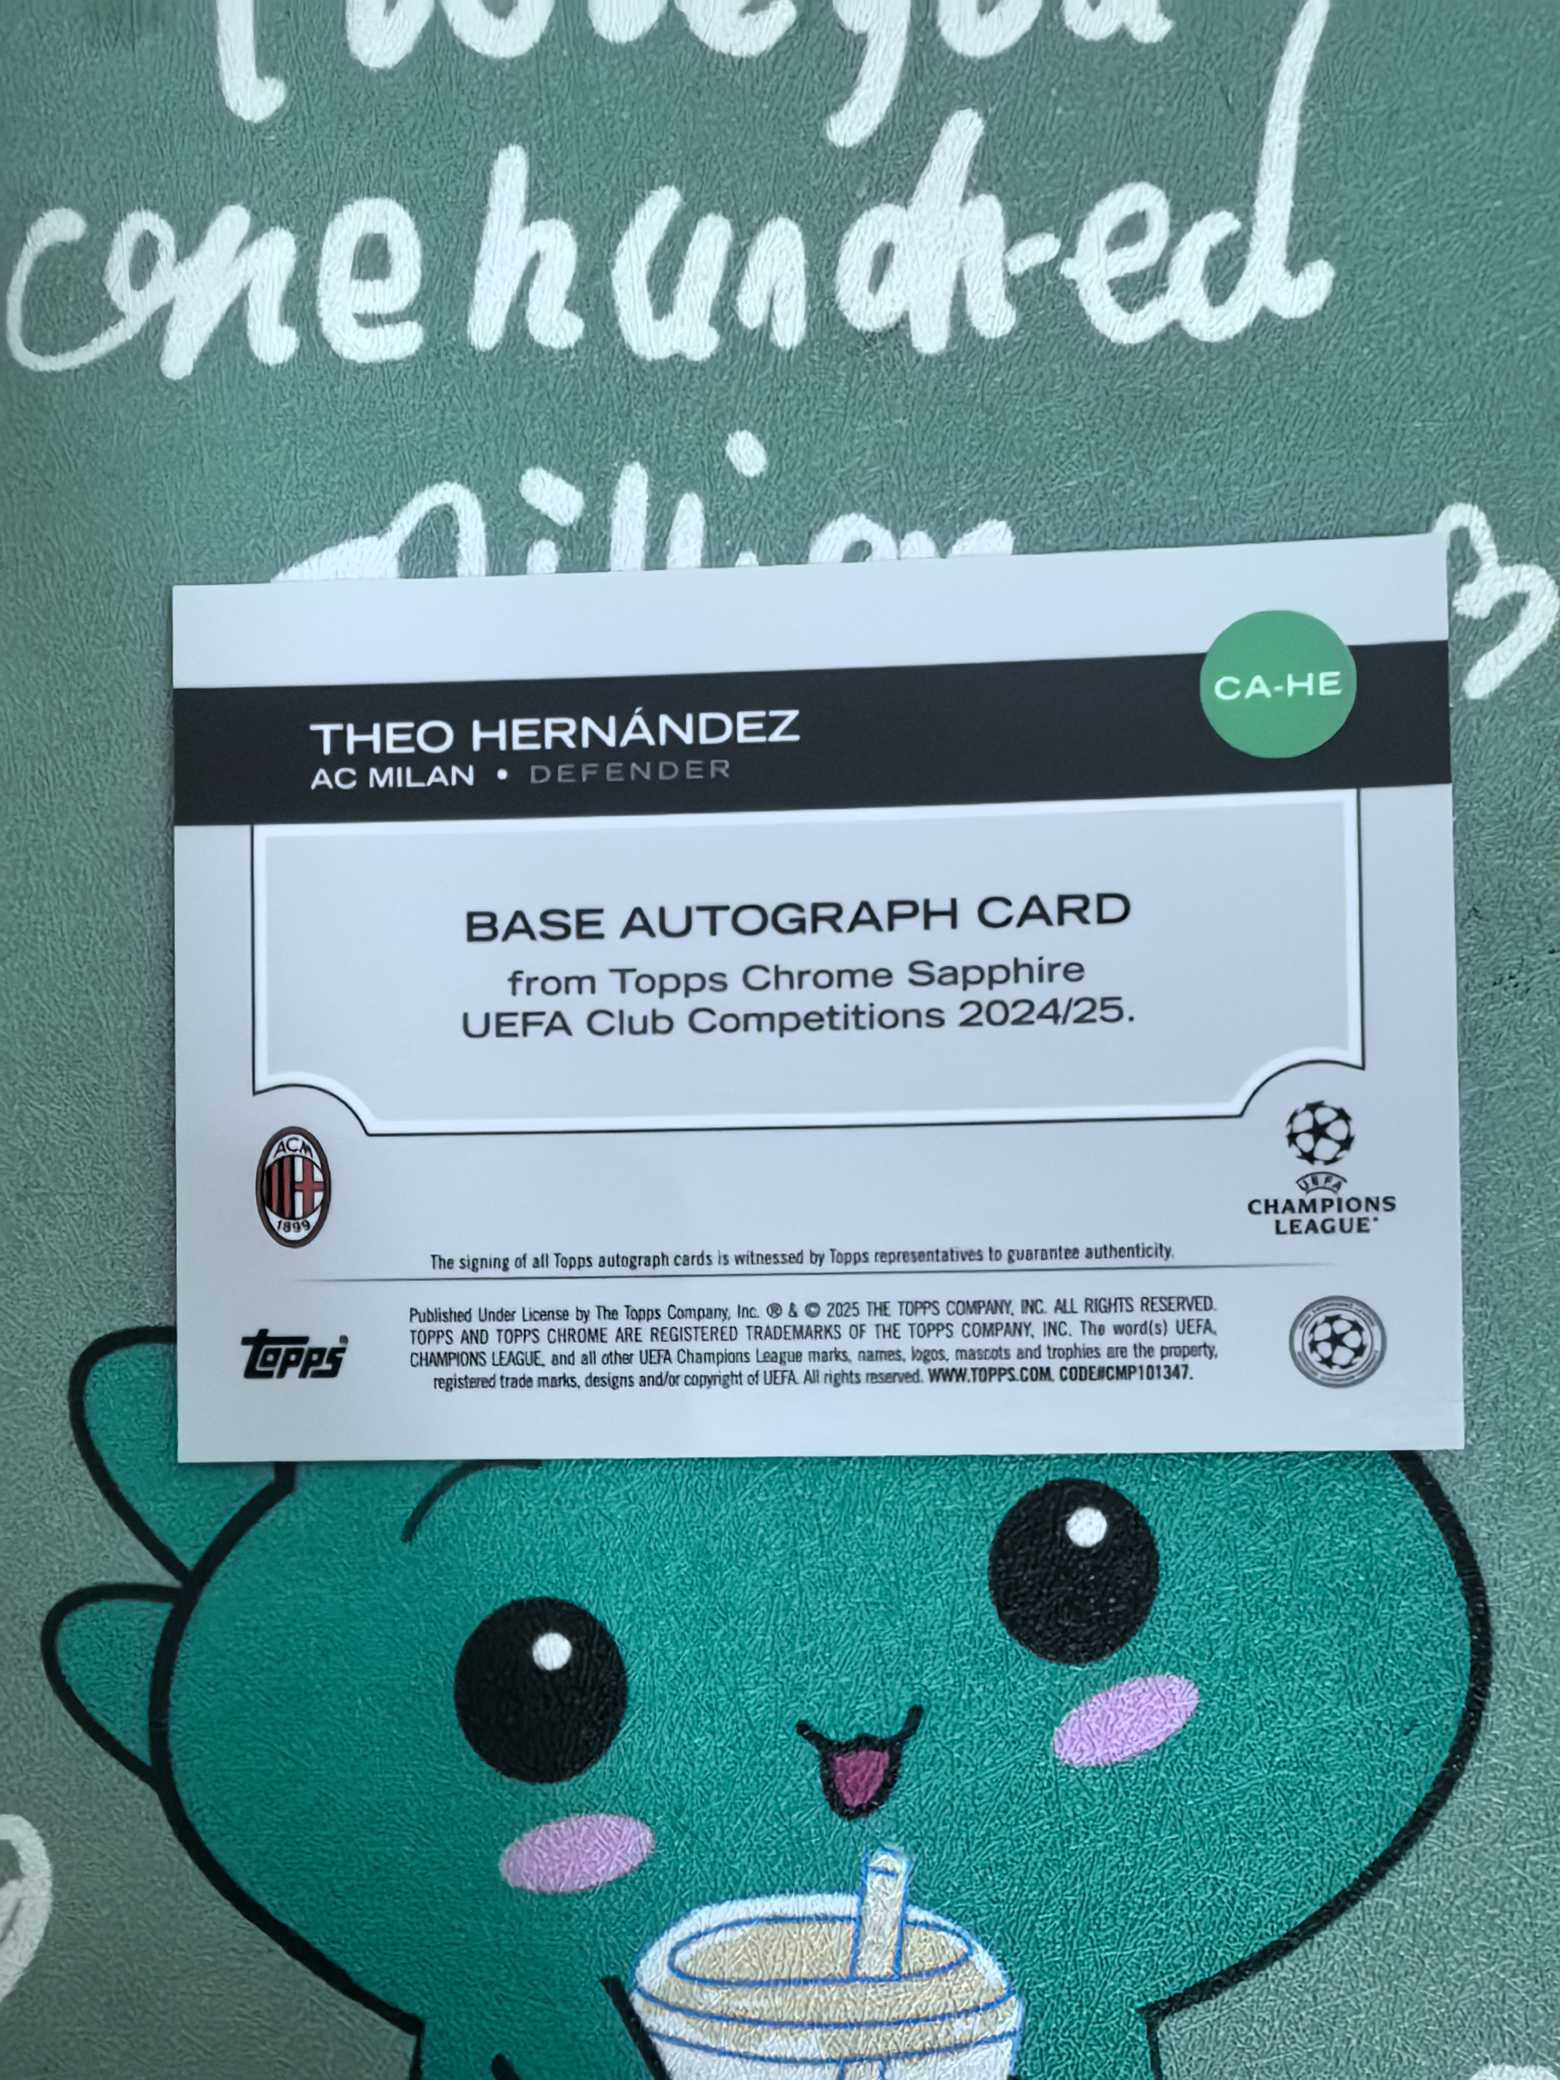 one hundred
million
CA-HE
THEO HERNÁNDEZ
AC MILAN • DEFENDER
BASE AUTOGRAPH CARD
from Topps Chrome Sapphire
UEFA Club Competitions 2024/25.
ACM
1899
UEFA
CHAMPIONS
LEAGUE
The signing of all Topps autograph cards is witnessed by Topps representatives to guarantee authenticity.
topps®
Published Under License by The Topps Company, Inc. ® & © 2025 THE TOPPS COMPANY, INC. ALL RIGHTS RESERVED.
TOPPS AND TOPPS CHROME ARE REGISTERED TRADEMARKS OF THE TOPPS COMPANY, INC. The word(s) UEFA,
CHAMPIONS LEAGUE, and all other UEFA Champions League marks, names, logos, mascots and trophies are the property,
registered trade marks, designs and/or copyright of UEFA. All rights reserved. WWW.TOPPS.COM. CODE#CMP101347.